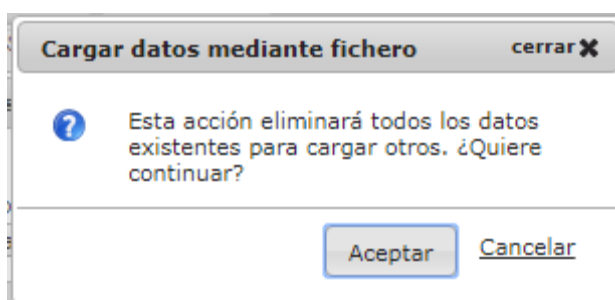 Cargar datos mediante fichero cerrar
Esta acción eliminará todos los datos
existentes para cargar otros. ¿Quiere
continuar?
Aceptar Cancelar